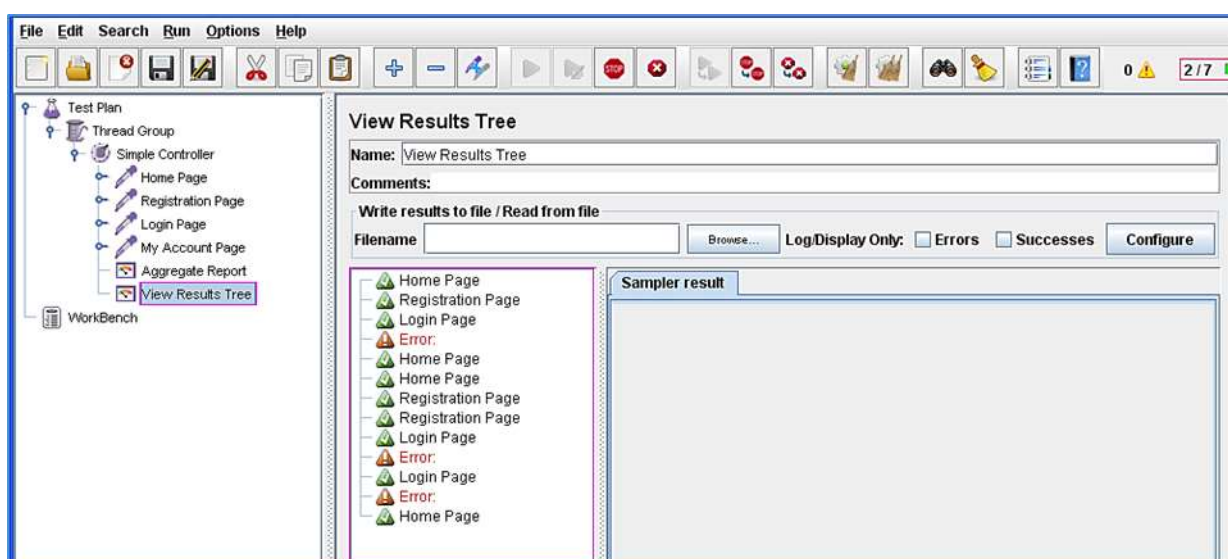 File Edit Search Run Options Help
STOP
0
2/7
Test Plan
Thread Group
Simple Controller
Home Page
Registration Page
Login Page
My Account Page
Aggregate Report
View Results Tree
WorkBench
View Results Tree
Name: View Results Tree
Comments:
Write results to file / Read from file
Filename Browse... Log/Display Only: Errors Successes Configure
Home Page
Registration Page
Login Page
Error:
Home Page
Home Page
Registration Page
Registration Page
Login Page
Error:
Login Page
Error:
Home Page
Sampler result